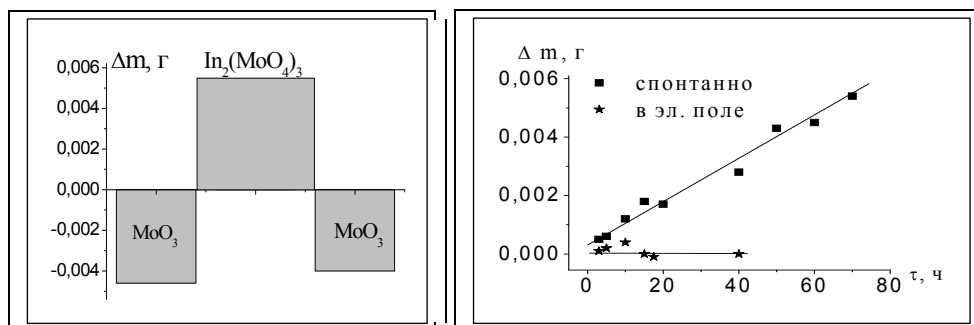 Δm, г
In₂(MoO₄)₃
0,006
0,004
0,002
0,000
-0,002
-0,004
MoO₃
MoO₃
Δ m, г
0,006
0,004
0,002
0,000
спонтанно
в эл. поле
0
20
40
60
80
τ, ч